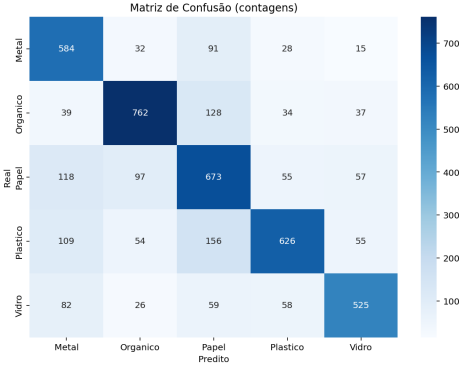 Matriz de Confusão (contagens)
Metal 584 32 91 28 15
Organico 39 762 128 34 37
Papel 118 97 673 55 57
Plastico 109 54 156 626 55
Vidro 82 26 59 58 525
Real
Metal Organico Papel Plastico Vidro
Predito
700
600
500
400
300
200
100